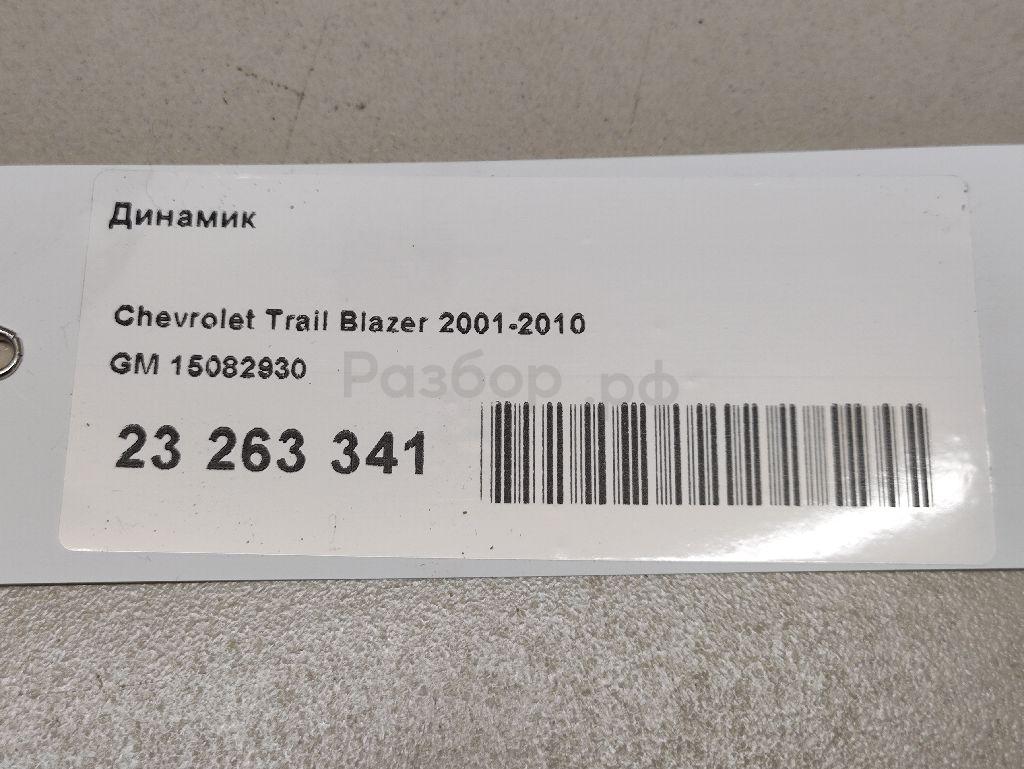 Динамик
Chevrolet Trail Blazer 2001-2010
GM 15082930
Разбор.рф
23 263 341